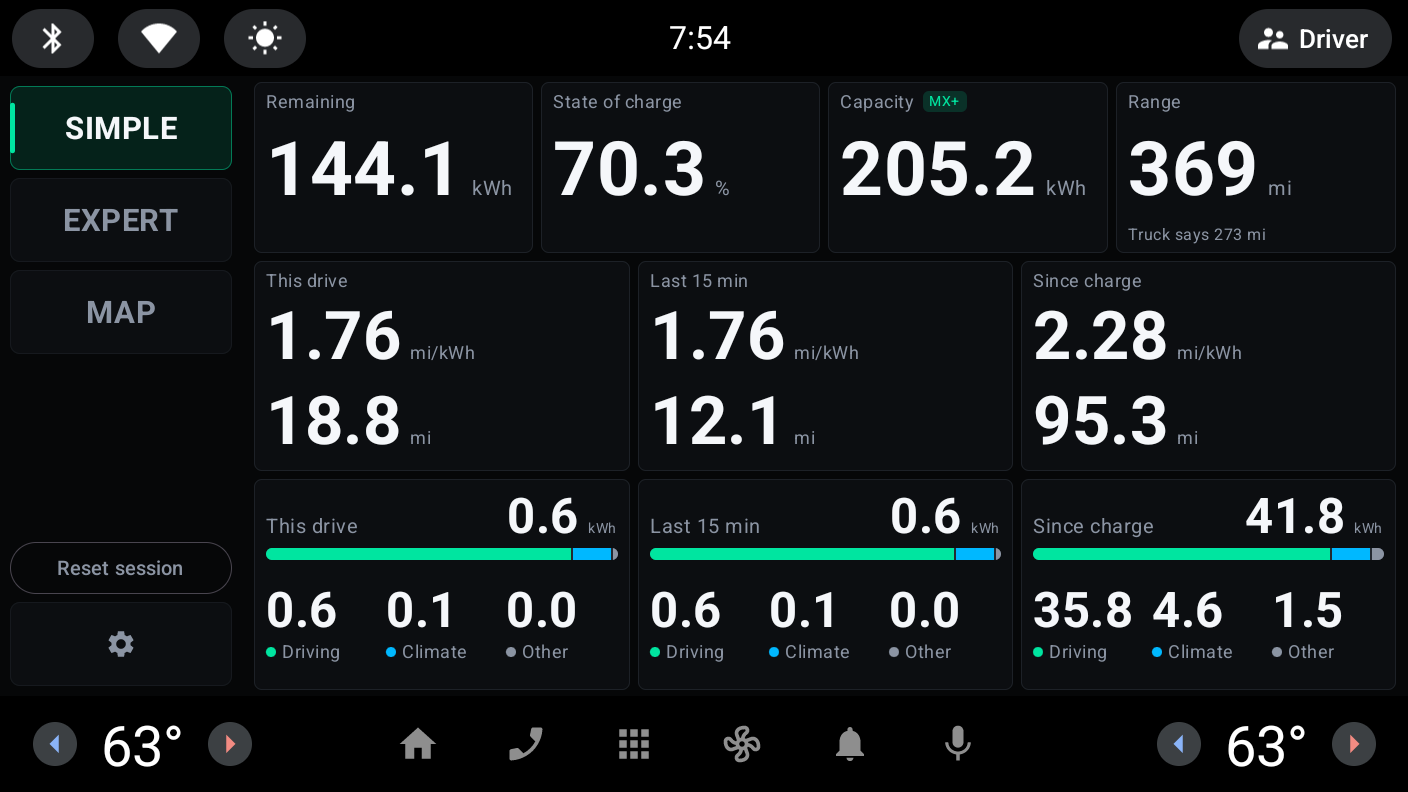 7:54
Driver
SIMPLE
EXPERT
MAP
Reset session
Remaining
144.1 kWh
State of charge
70.3 %
Capacity MX+
205.2 kWh
Range
369 mi
Truck says 273 mi
This drive
1.76 mi/kWh
18.8 mi
Last 15 min
1.76 mi/kWh
12.1 mi
Since charge
2.28 mi/kWh
95.3 mi
This drive 0.6 kWh
0.6 0.1 0.0
Driving Climate Other
Last 15 min 0.6 kWh
0.6 0.1 0.0
Driving Climate Other
Since charge 41.8 kWh
35.8 4.6 1.5
Driving Climate Other
63°
63°